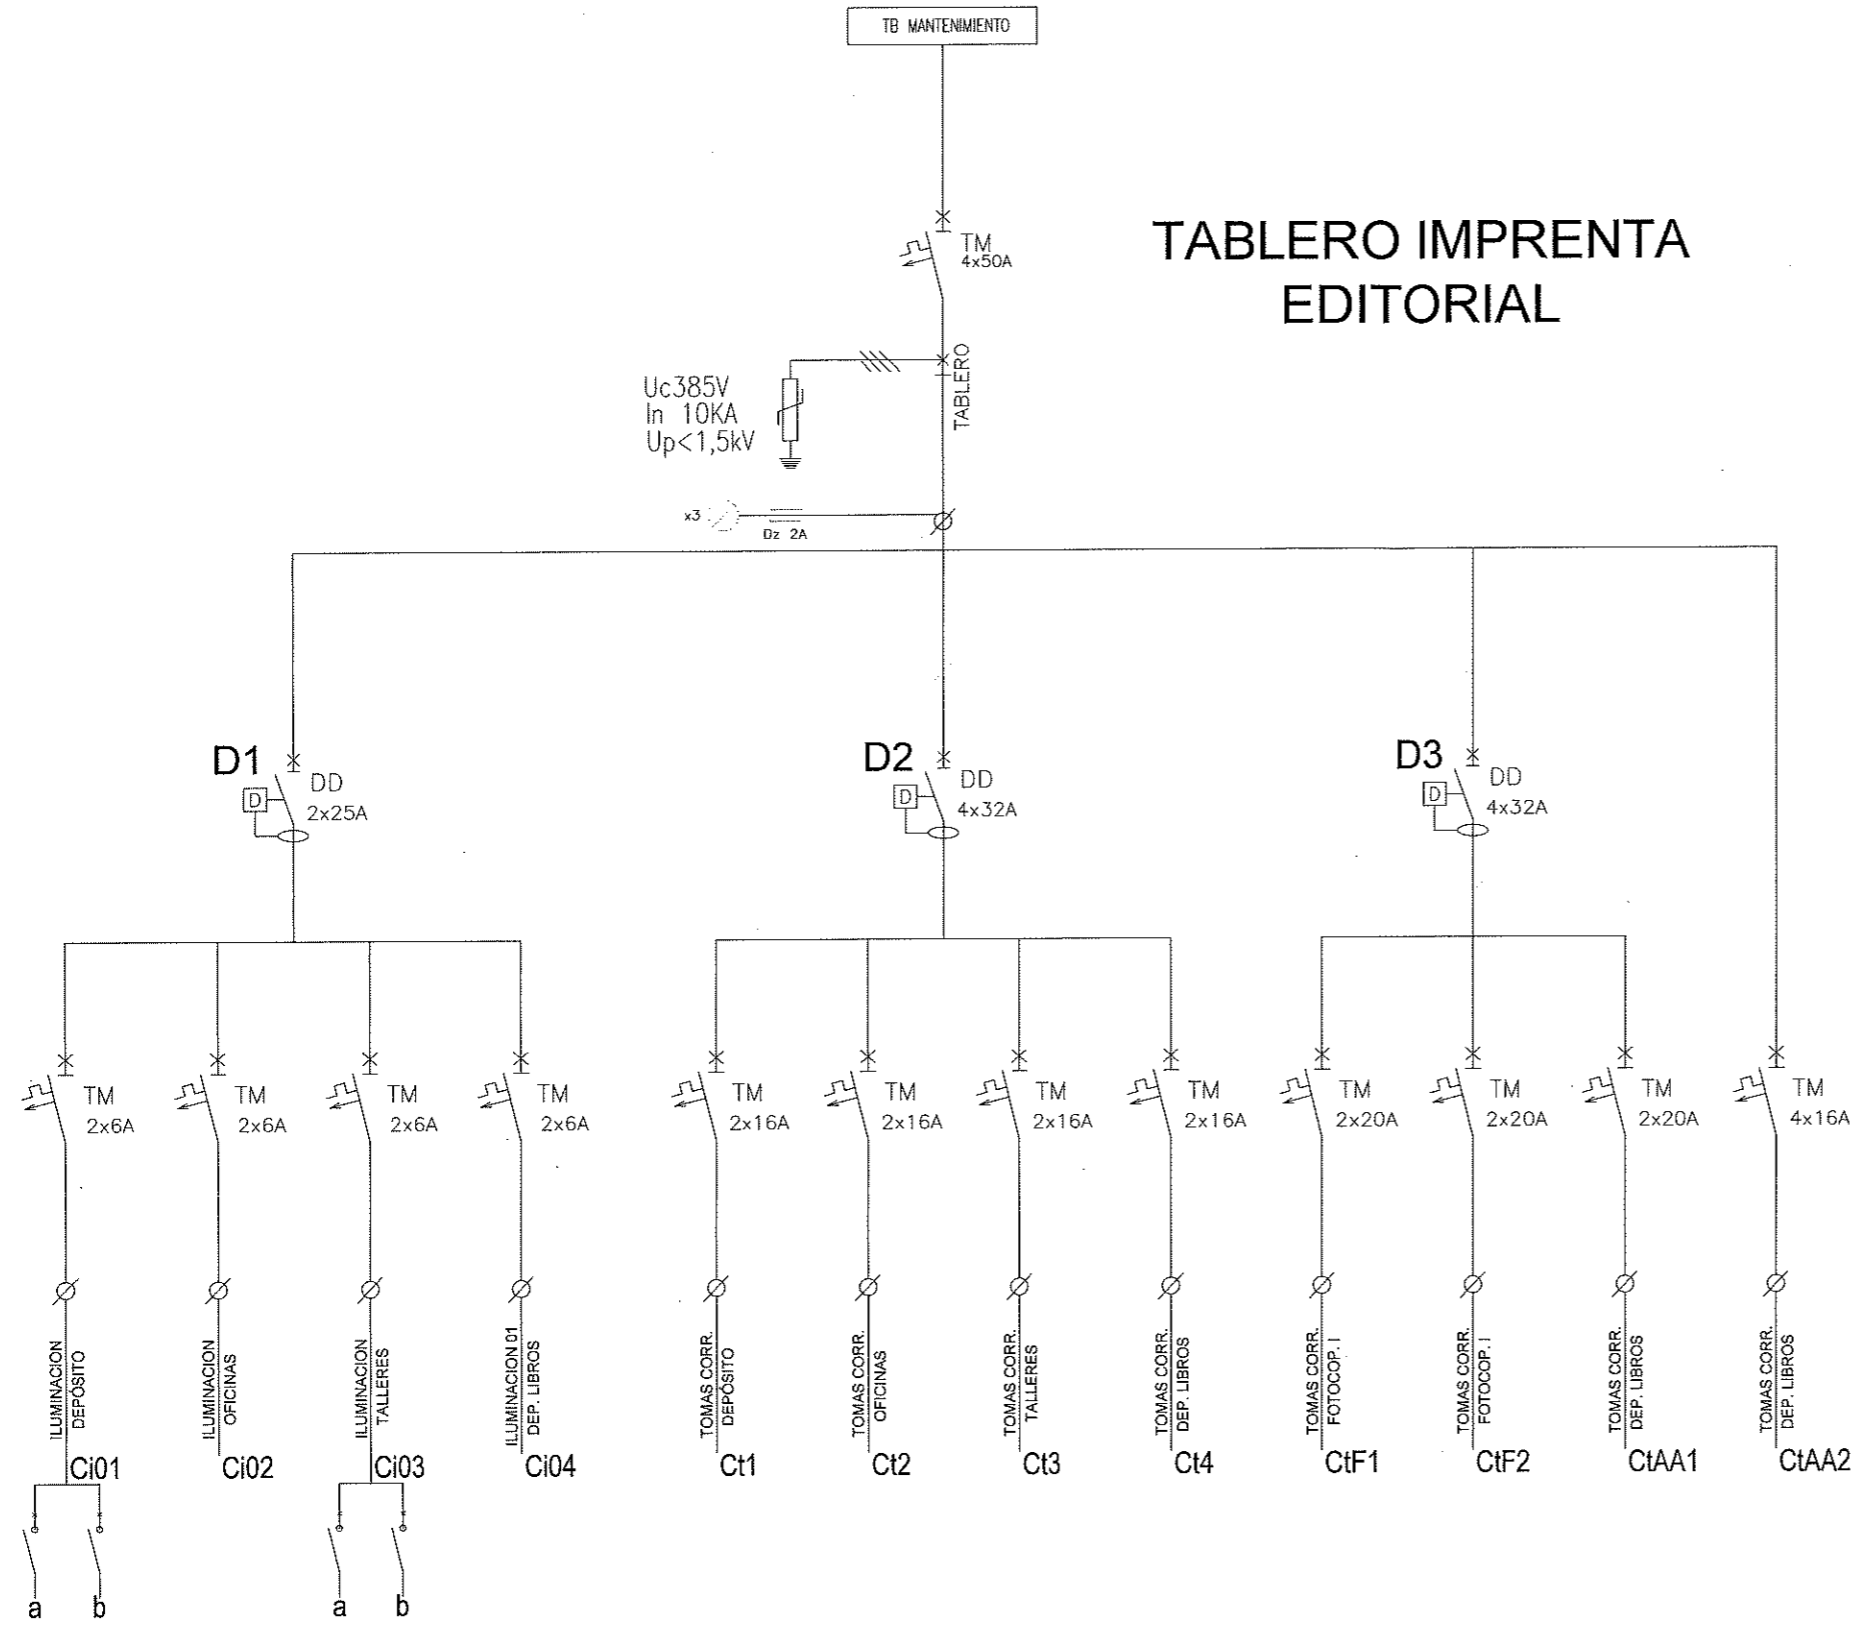 TB MANTENIMIENTO
TM
4x50A
TABLERO IMPRENTA
EDITORIAL
TABLERO
Uc385V
In 10KA
Up<1,5kV
x3
Dz 2A
D1
DD
D
2x25A
D2
DD
D
4x32A
D3
DD
D
4x32A
TM
2x6A
TM
2x6A
TM
2x6A
TM
2x6A
TM
2x16A
TM
2x16A
TM
2x16A
TM
2x16A
TM
2x20A
TM
2x20A
TM
2x20A
TM
4x16A
ILUMINACION
DEPÓSITO
ILUMINACION
OFICINAS
ILUMINACION
TALLERES
ILUMINACION 01
DEP. LIBROS
TOMAS CORR.
DEPÓSITO
TOMAS CORR.
OFICINAS
TOMAS CORR.
TALLERES
TOMAS CORR.
DEP. LIBROS
TOMAS CORR.
FOTOCOP. I
TOMAS CORR.
FOTOCOP. I
TOMAS CORR.
DEP. LIBROS
TOMAS CORR.
DEP. LIBROS
Ci01
Ci02
Ci03
Ci04
Ct1
Ct2
Ct3
Ct4
CtF1
CtF2
CtAA1
CtAA2
a
b
a
b